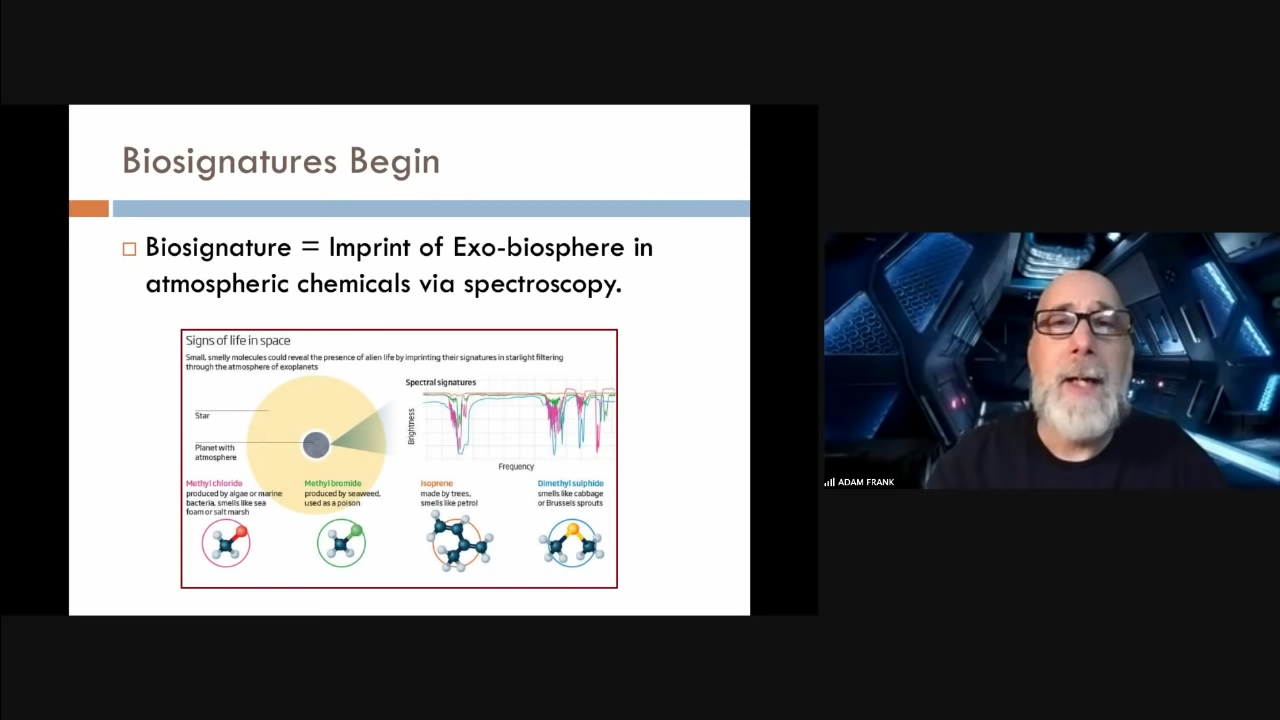 Biosignatures Begin
Biosignature = Imprint of Exo-biosphere in
atmospheric chemicals via spectroscopy.
Signs of life in space
Small, smelly molecules could reveal the presence of alien life by imprinting their signatures in starlight filtering
through the atmosphere of exoplanets
Star
Planet with
atmosphere
Spectral signatures
Brightness
Frequency
Methyl chloride
produced by algae or marine
bacteria, smells like sea
foam or salt marsh
Methyl bromide
produced by seaweed,
used as a poison
Isoprene
made by trees,
smells like petrol
Dimethyl sulphide
smells like cabbage
or Brussels sprouts
ADAM FRANK